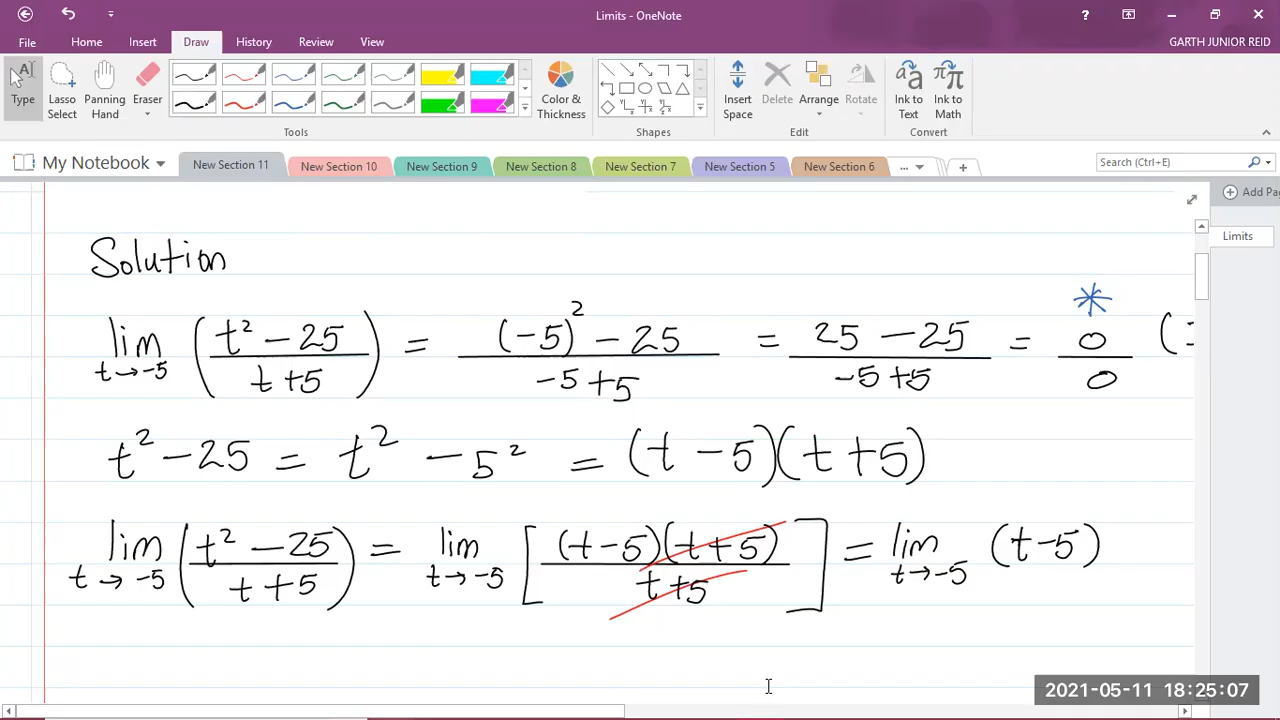 Limits - OneNote
GARTH JUNIOR REID
File Home Insert Draw History Review View
Type Lasso Select Panning Hand Eraser Color & Thickness Insert Space Delete Arrange Rotate Ink to Text Ink to Math
Tools Shapes Edit Convert
My Notebook New Section 11 New Section 10 New Section 9 New Section 8 New Section 7 New Section 5 New Section 6 ... Search (Ctrl+E)
Add Pag
Limits
Solution
*
lim t→-5 ((t² - 25)/(t + 5)) = ((-5)² - 25)/(-5 + 5) = (25 - 25)/(-5 + 5) = 0/0 (
t² - 25 = t² - 5² = (t - 5)(t + 5)
lim t→-5 ((t² - 25)/(t + 5)) = lim t→-5 [((t - 5)(t + 5))/(t + 5)] = lim t→-5 (t - 5)
2021-05-11 18:25:07